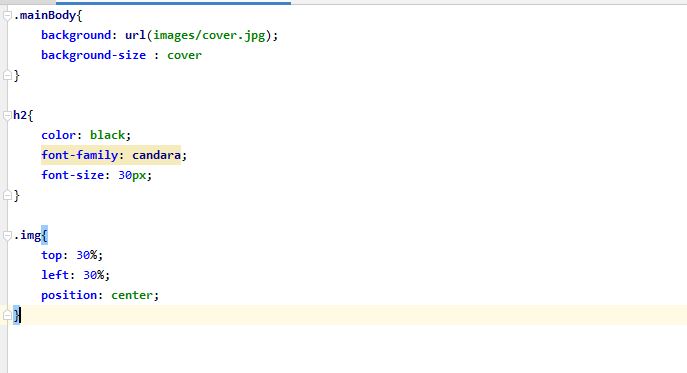 .mainBody{
background: url(images/cover.jpg);
background-size : cover
}
h2{
color: black;
font-family: candara;
font-size: 30px;
}
.img{
top: 30%;
left: 30%;
position: center;
}